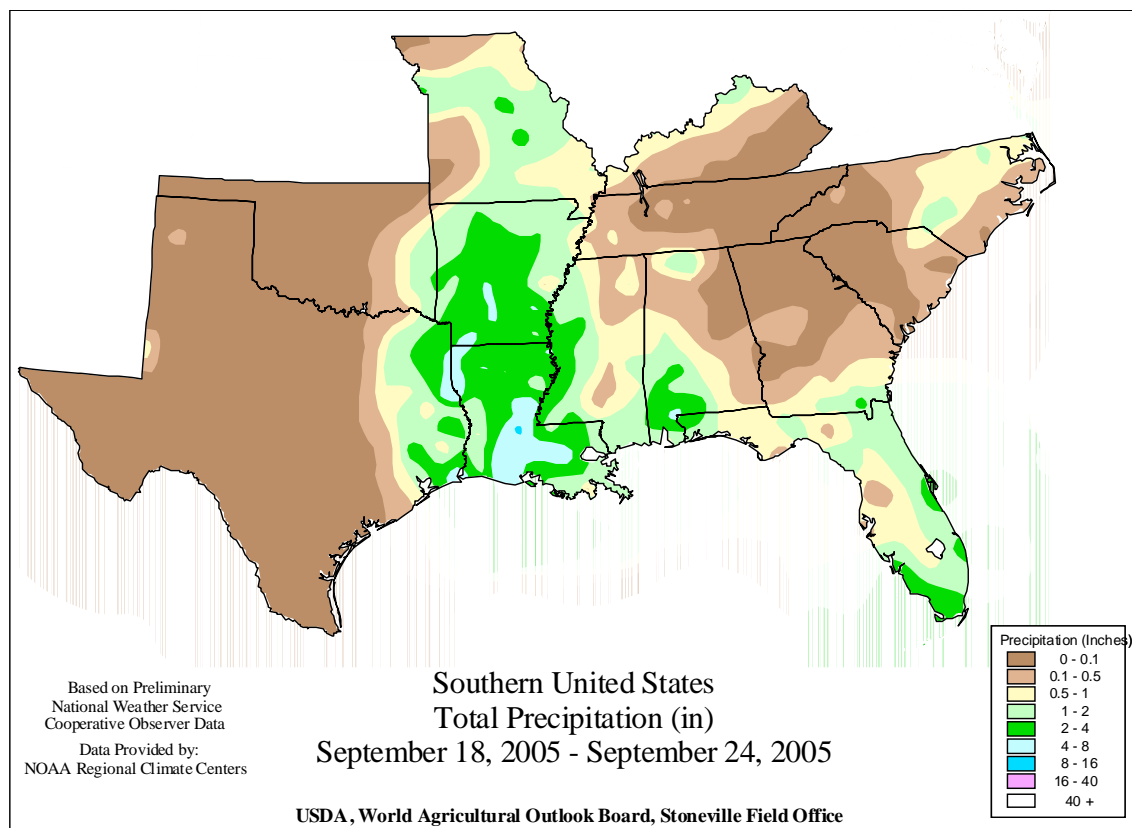 Precipitation (Inches)
0 - 0.1
0.1 - 0.5
0.5 - 1
1 - 2
2 - 4
4 - 8
8 - 16
16 - 40
40 +
Based on Preliminary
National Weather Service
Cooperative Observer Data
Data Provided by:
NOAA Regional Climate Centers
Southern United States
Total Precipitation (in)
September 18, 2005 - September 24, 2005
USDA, World Agricultural Outlook Board, Stoneville Field Office